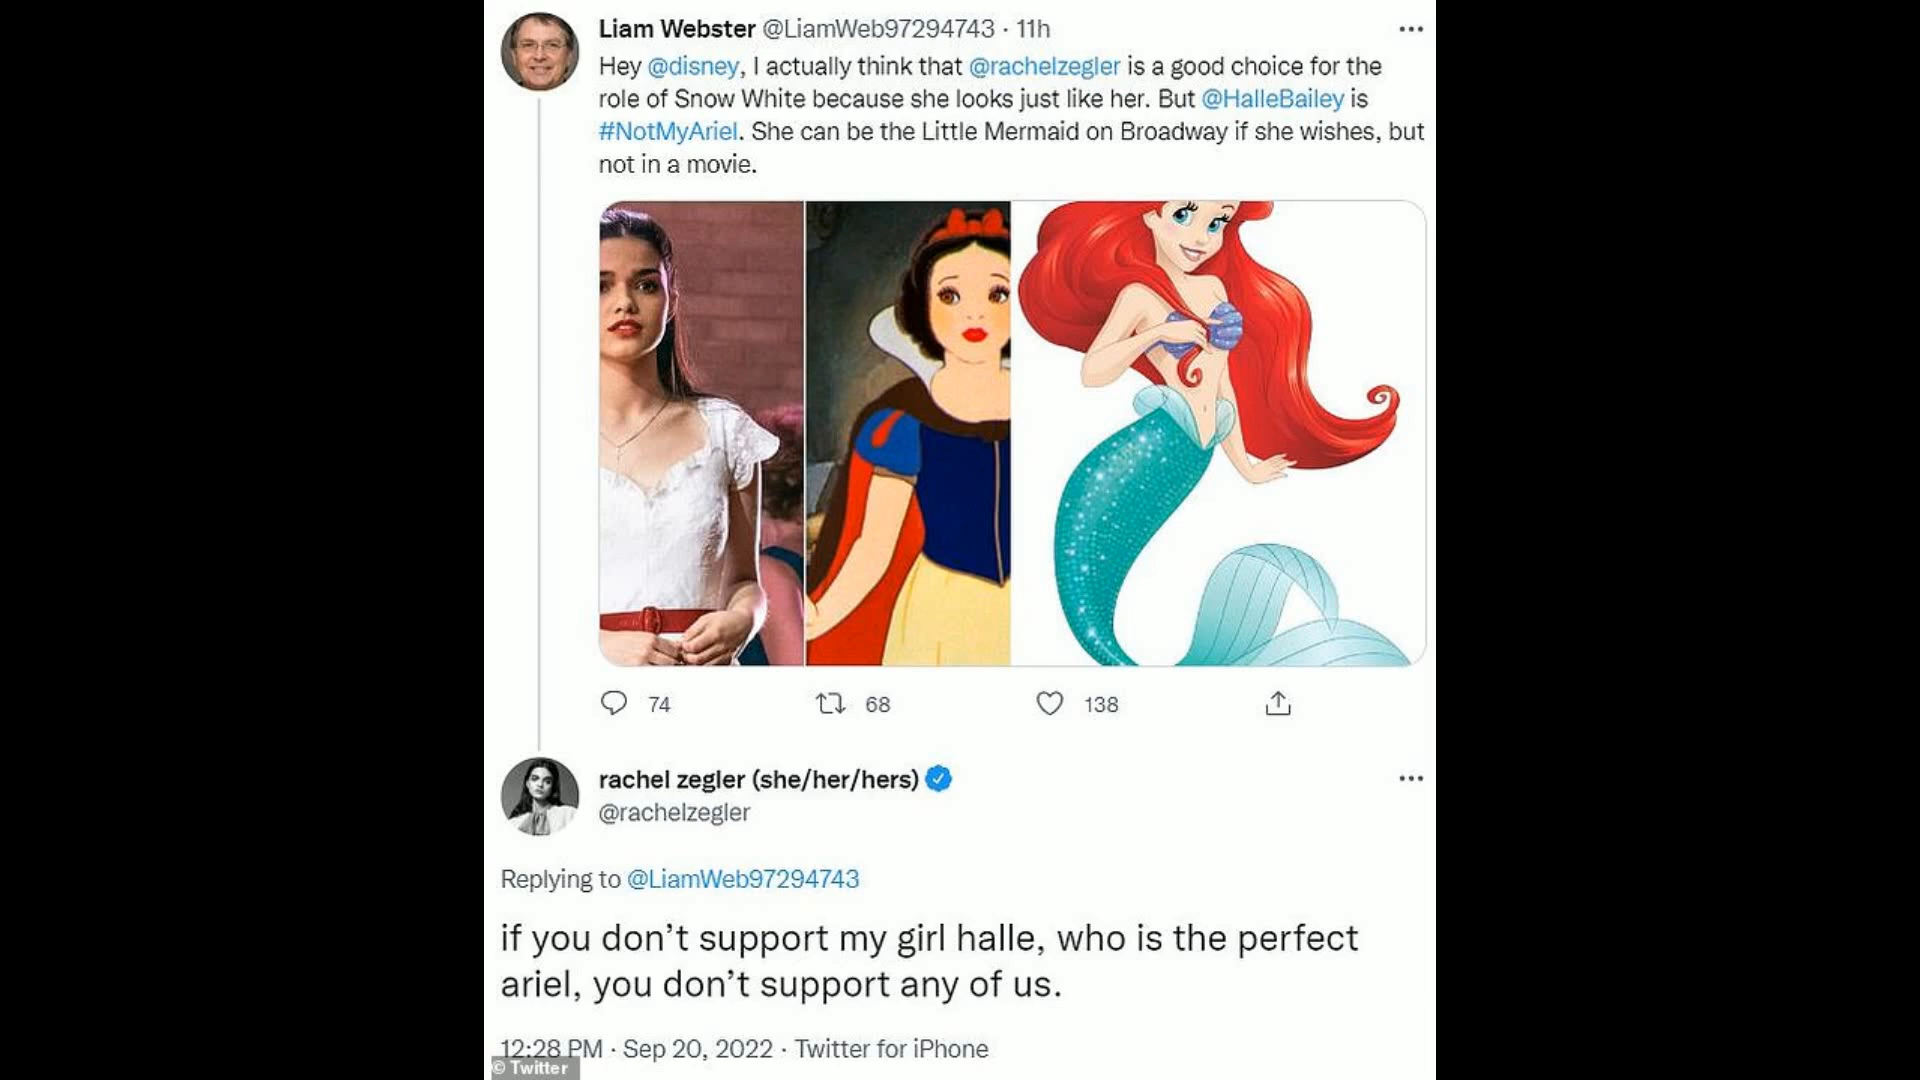 Liam Webster @LiamWeb97294743 · 11h
Hey @disney, I actually think that @rachelzegler is a good choice for the
role of Snow White because she looks just like her. But @HalleBailey is
#NotMyAriel. She can be the Little Mermaid on Broadway if she wishes, but
not in a movie.
74 68 138
rachel zegler (she/her/hers)
@rachelzegler
Replying to @LiamWeb97294743
if you don’t support my girl halle, who is the perfect
ariel, you don’t support any of us.
12:28 PM · Sep 20, 2022 · Twitter for iPhone
© Twitter